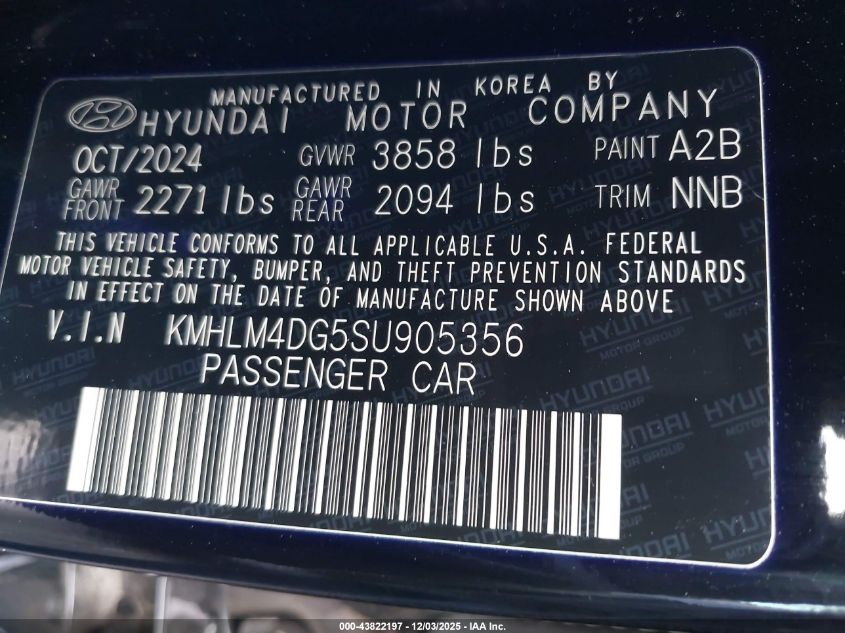 MANUFACTURED IN KOREA BY
HYUNDAI MOTOR COMPANY
OCT/2024 GVWR 3858 lbs PAINT A2B
GAWR FRONT 2271 lbs GAWR REAR 2094 lbs TRIM NNB
THIS VEHICLE CONFORMS TO ALL APPLICABLE U.S.A. FEDERAL
MOTOR VEHICLE SAFETY, BUMPER, AND THEFT PREVENTION STANDARDS
IN EFFECT ON THE DATE OF MANUFACTURE SHOWN ABOVE
V.I.N KMHLM4DG5SU905356
PASSENGER CAR
HYUNDAI
MOTOR GROUP
000-43822197 - 12/03/2025 - IAA Inc.